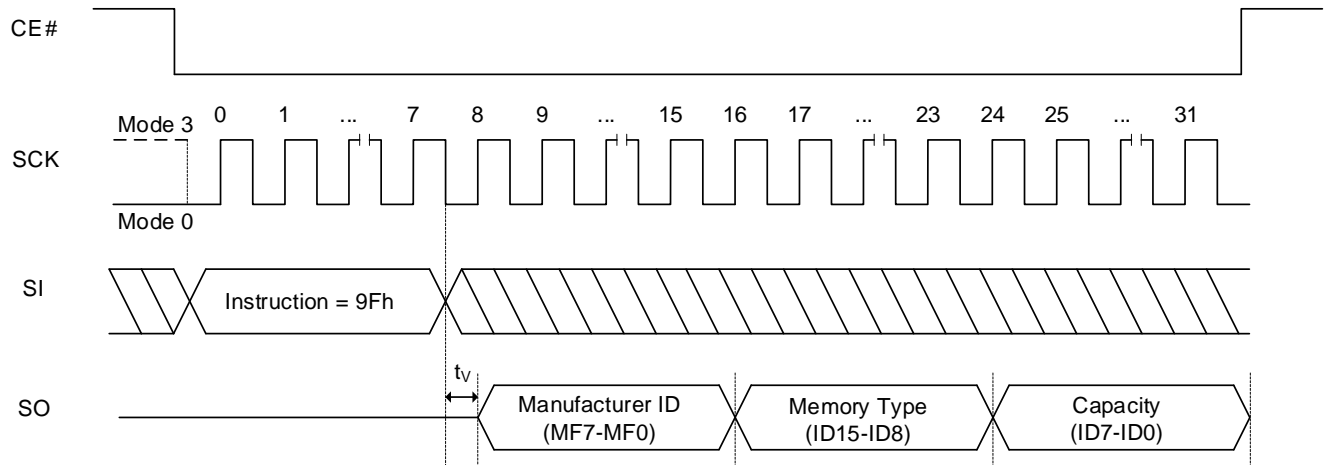 CE#
0 1 ... 7 8 9 ... 15 16 17 ... 23 24 25 ... 31
Mode 3
SCK
Mode 0
SI
Instruction = 9Fh
tV
SO
Manufacturer ID
(MF7-MF0)
Memory Type
(ID15-ID8)
Capacity
(ID7-ID0)